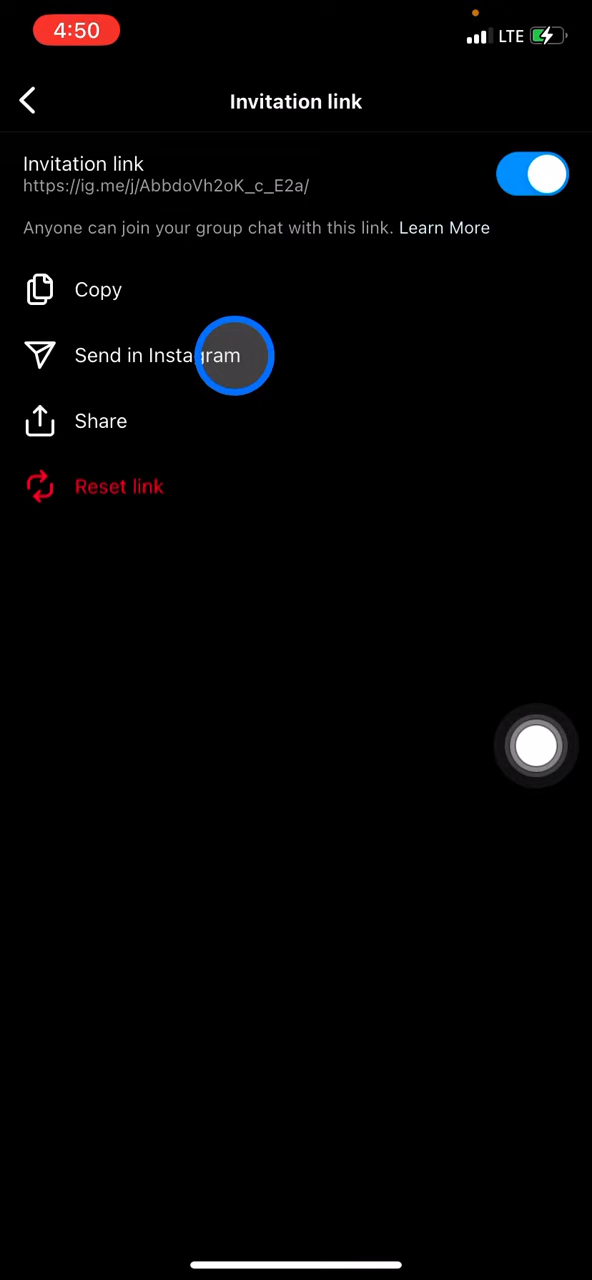 4:50
LTE
Invitation link
Invitation link
https://ig.me/j/AbbdoVh2oK_c_E2a/
Anyone can join your group chat with this link. Learn More
Copy
Send in Instagram
Share
Reset link